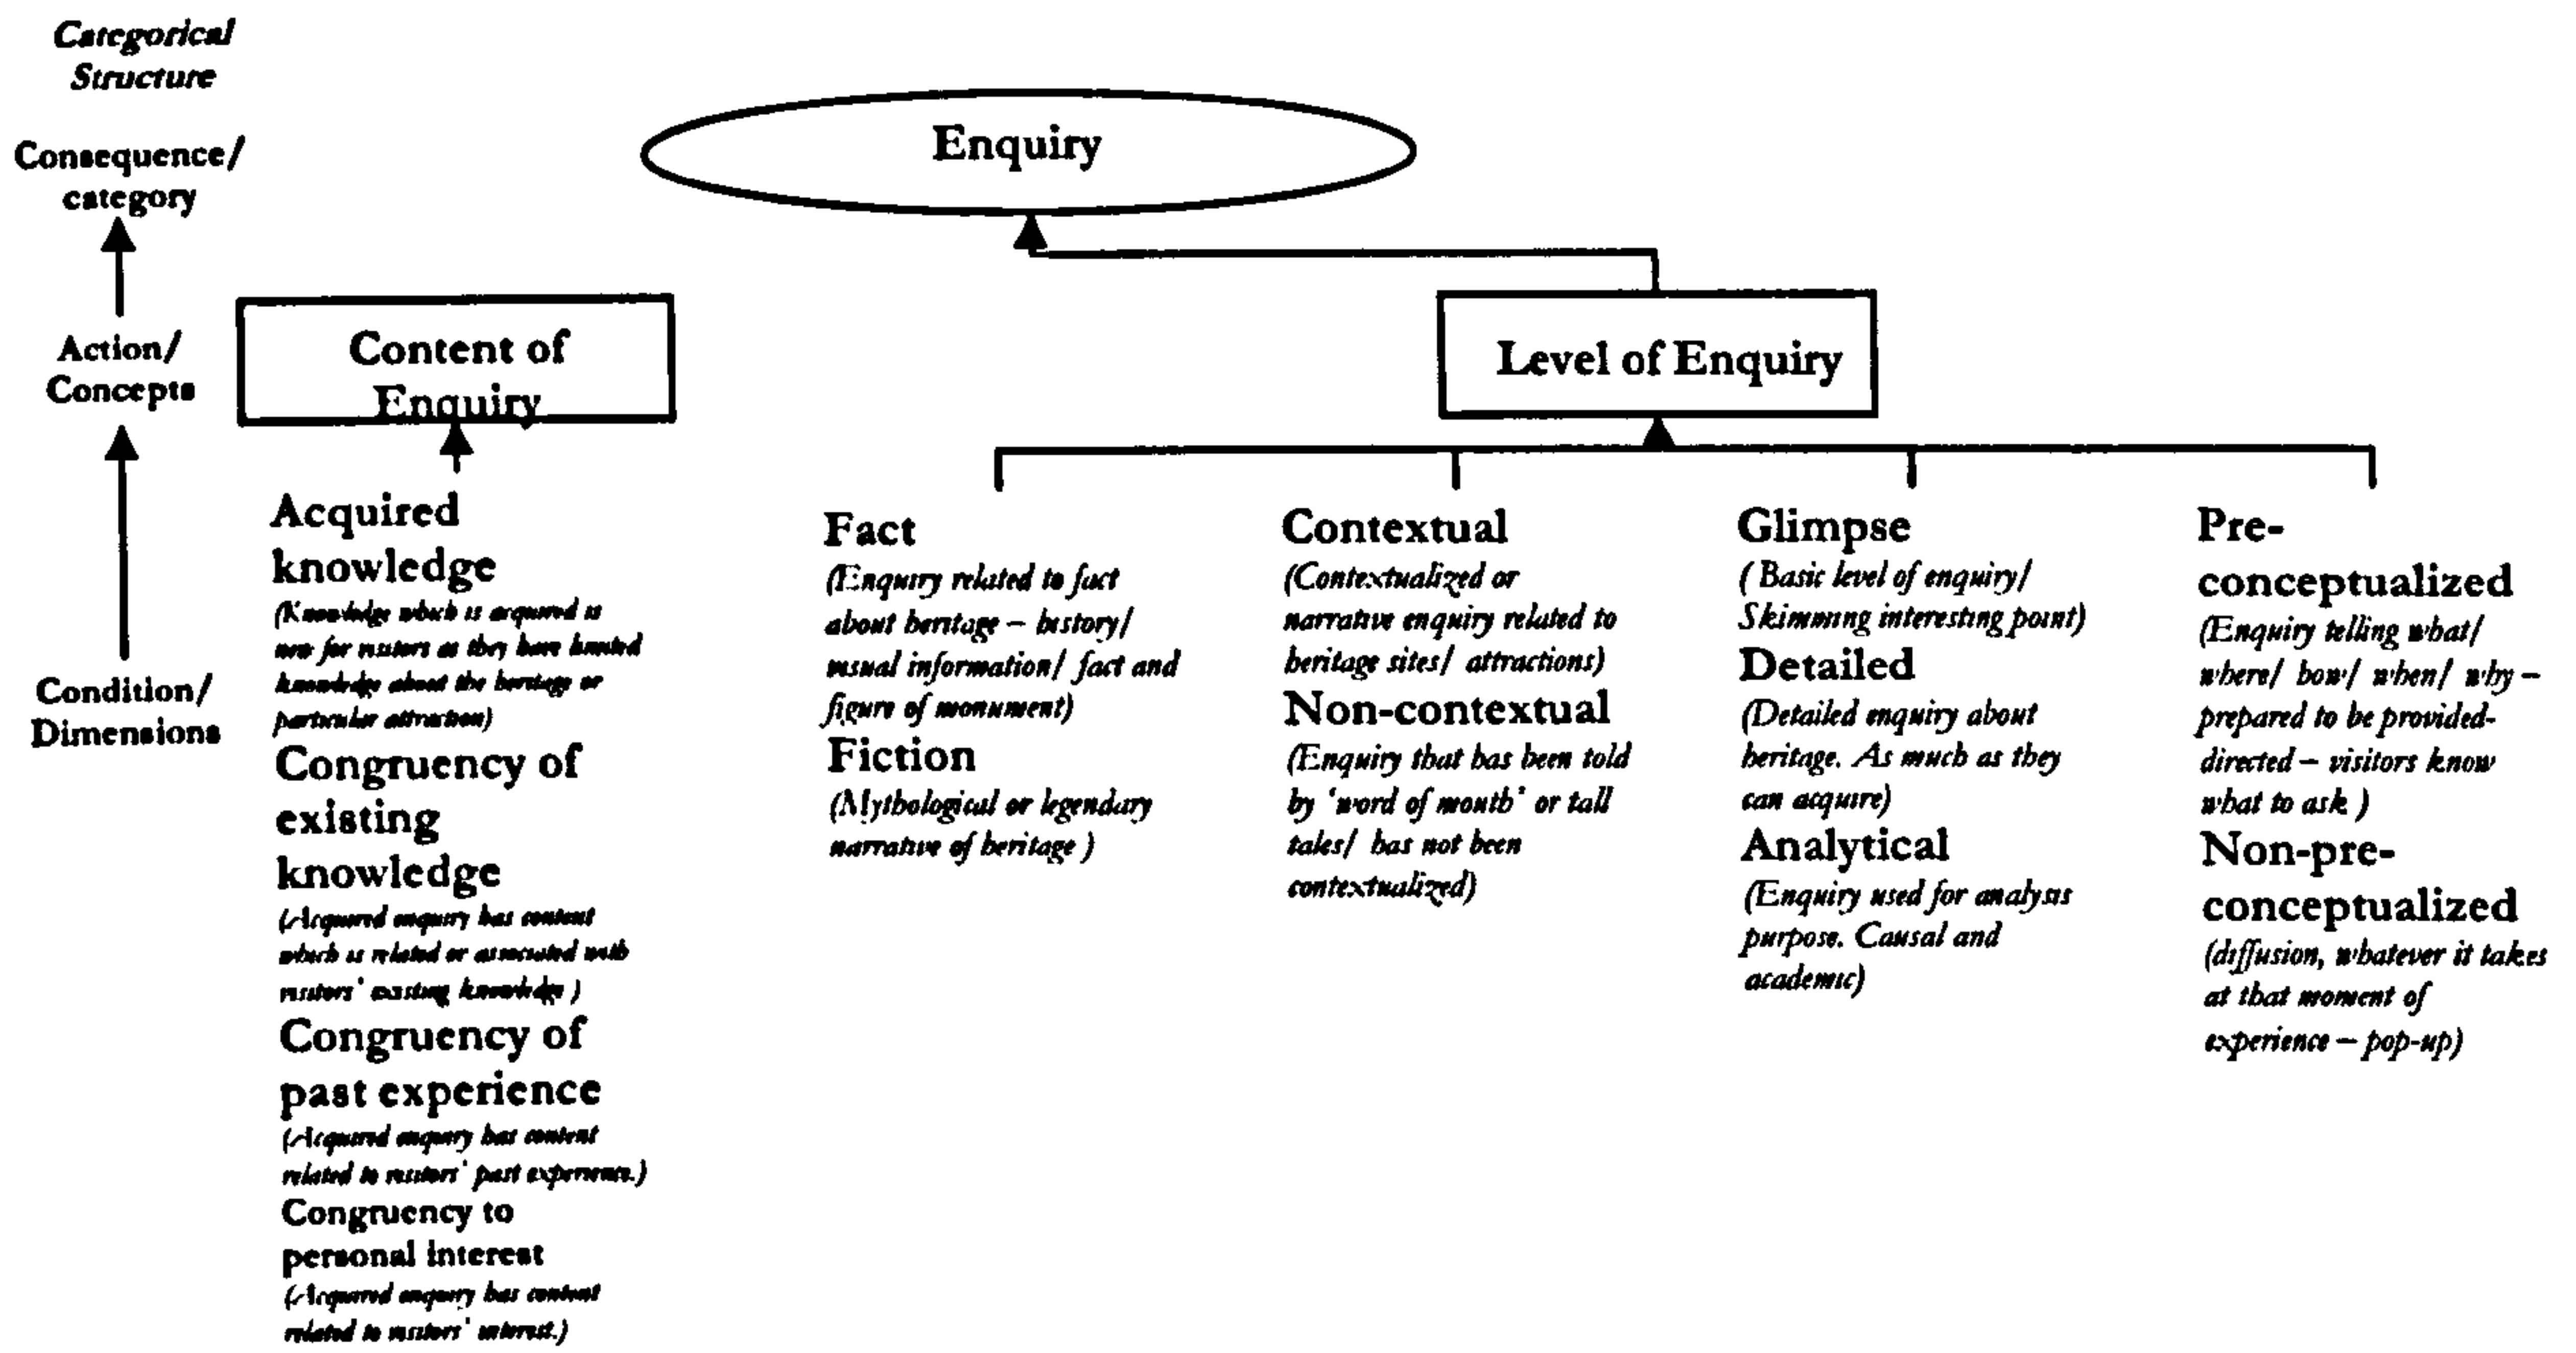 Categorical
Structure
Consequence/
category
Action/
Concepts
Condition/
Dimensions
Enquiry
Content of
Enquiry
Level of Enquiry
Acquired
knowledge
(Knowledge which is acquired is
new for visitors as they have limited
knowledge about the heritage or
particular attraction)
Congruency of
existing
knowledge
(Acquired enquiry has content
which is related or associated with
visitors' existing knowledge )
Congruency of
past experience
(Acquired enquiry has content
related to visitors' past experience.)
Congruency to
personal interest
(Acquired enquiry has content
related to visitors' interest.)
Fact
(Enquiry related to fact
about heritage – history/
visual information/ fact and
figure of monument)
Fiction
(Mythological or legendary
narrative of heritage )
Contextual
(Contextualized or
narrative enquiry related to
heritage sites/ attractions)
Non-contextual
(Enquiry that has been told
by 'word of mouth' or tall
tales/ has not been
contextualized)
Glimpse
( Basic level of enquiry/
Skimming interesting point)
Detailed
(Detailed enquiry about
heritage. As much as they
can acquire)
Analytical
(Enquiry used for analysis
purpose. Causal and
academic)
Pre-
conceptualized
(Enquiry telling what/
where/ how/ when/ why –
prepared to be provided-
directed – visitors know
what to ask )
Non-pre-
conceptualized
(diffusion, whatever it takes
at that moment of
experience – pop-up)